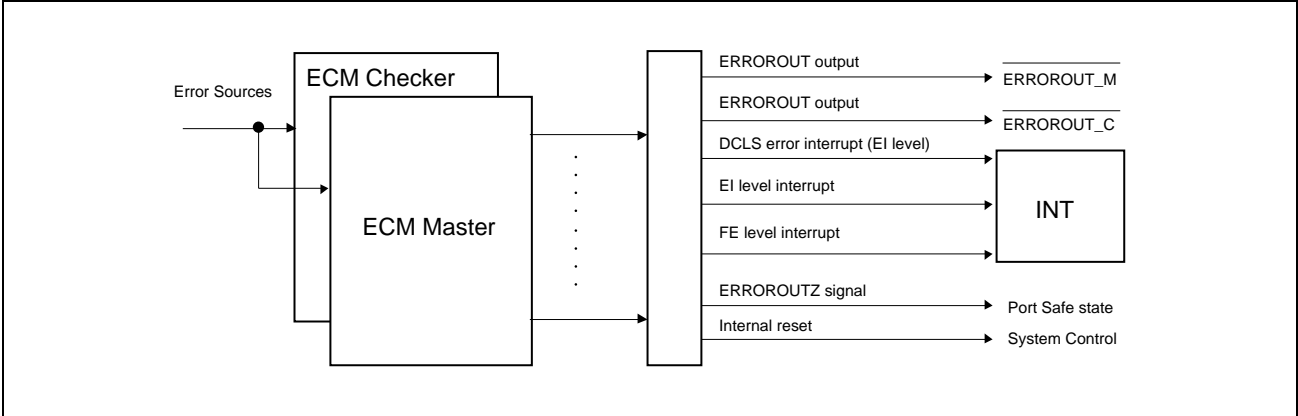 ECM Checker
Error Sources
ECM Master
ERROROUT output
ERROROUT_M
ERROROUT output
ERROROUT_C
DCLS error interrupt (EI level)
EI level interrupt
INT
FE level interrupt
ERROROUTZ signal
Port Safe state
Internal reset
System Control